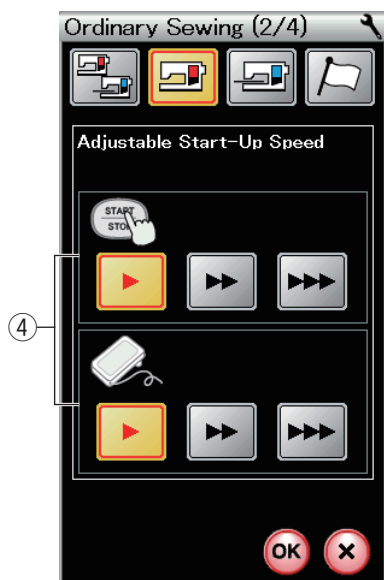 Ordinary Sewing (2/4)
Adjustable Start-Up Speed
START
STOP
④
OK